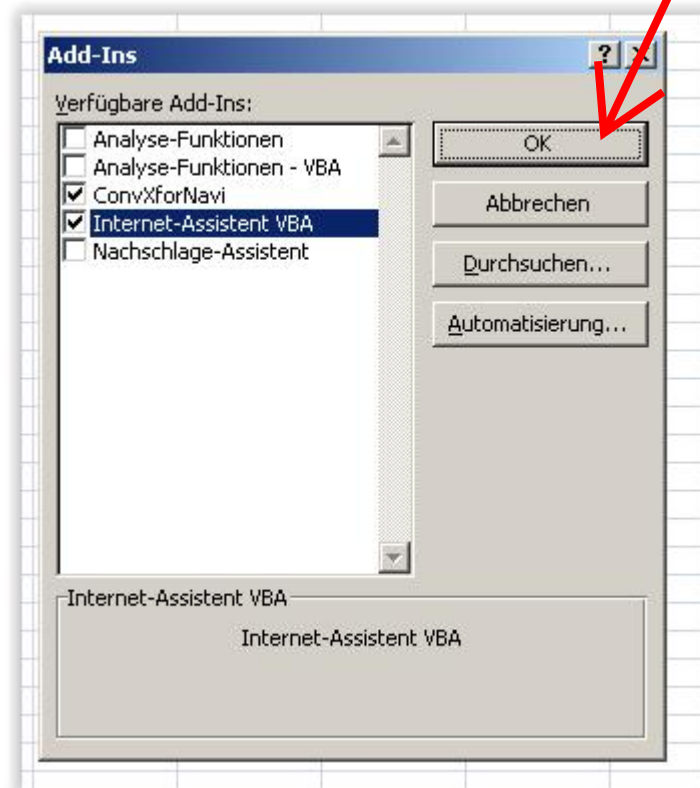 Add-Ins
Verfügbare Add-Ins:
Analyse-Funktionen
Analyse-Funktionen - VBA
ConvXforNavi
Internet-Assistent VBA
Nachschlage-Assistent
OK
Abbrechen
Durchsuchen...
Automatisierung...
Internet-Assistent VBA
Internet-Assistent VBA